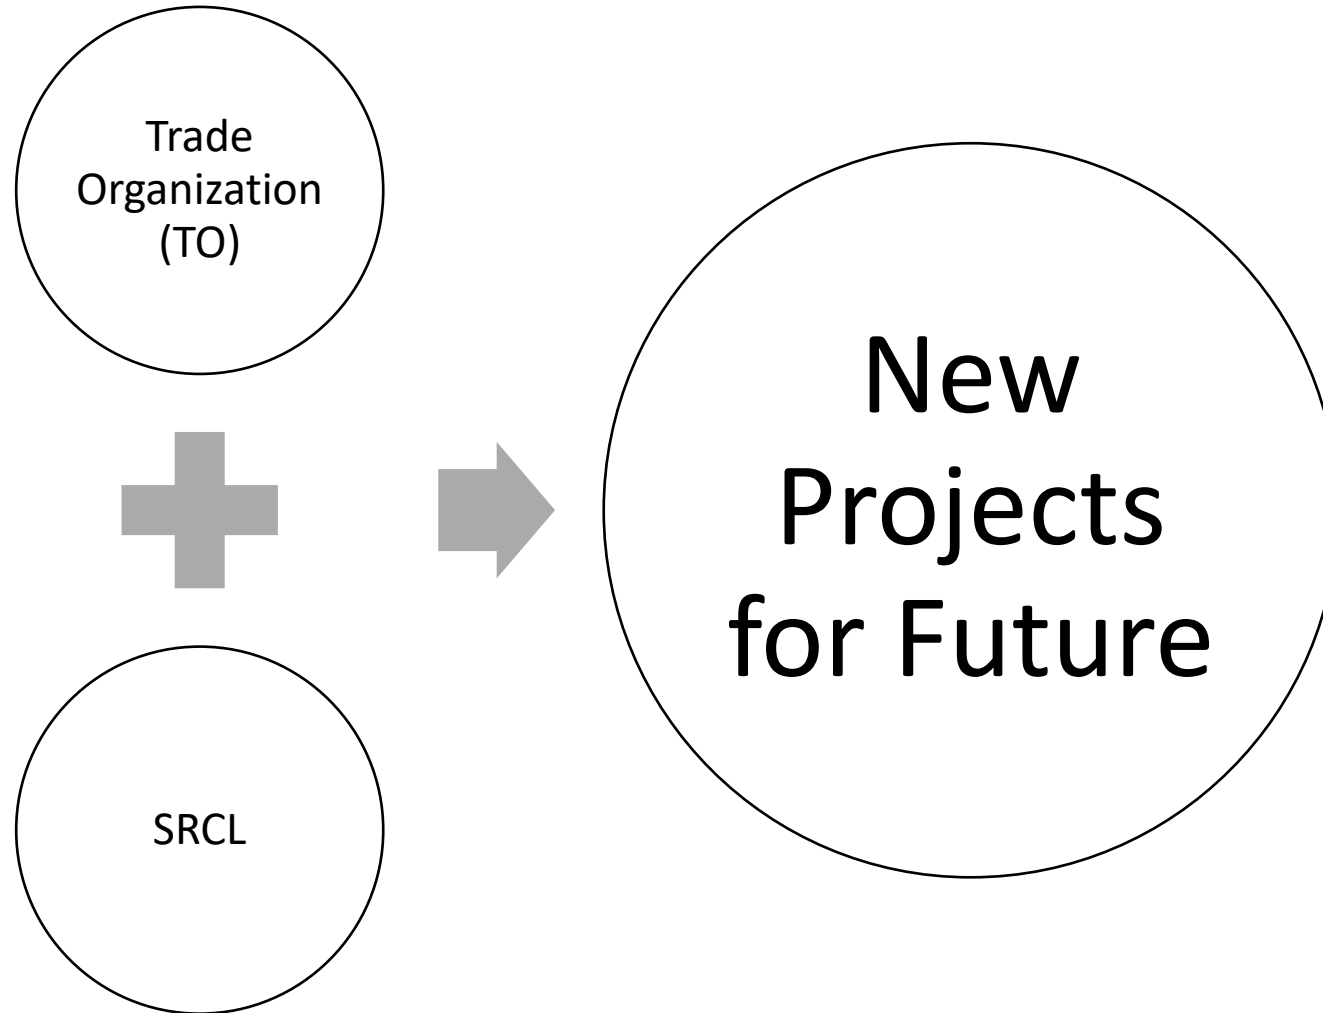 Trade
Organization
(TO)
SRCL
New
Projects
for Future